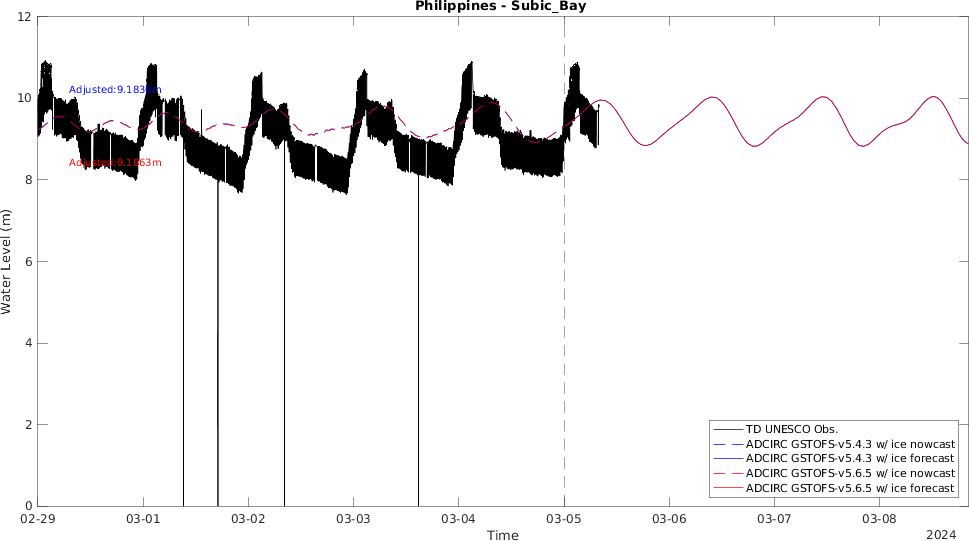 Philippines - Subic_Bay
12
10
8
6
4
2
0
Water Level (m)
Adjusted:9.1836m
Adjusted:9.1863m
TD UNESCO Obs.
ADCIRC GSTOFS-v5.4.3 w/ ice nowcast
ADCIRC GSTOFS-v5.4.3 w/ ice forecast
ADCIRC GSTOFS-v5.6.5 w/ ice nowcast
ADCIRC GSTOFS-v5.6.5 w/ ice forecast
02-29 03-01 03-02 03-03 03-04 03-05 03-06 03-07 03-08
Time
2024